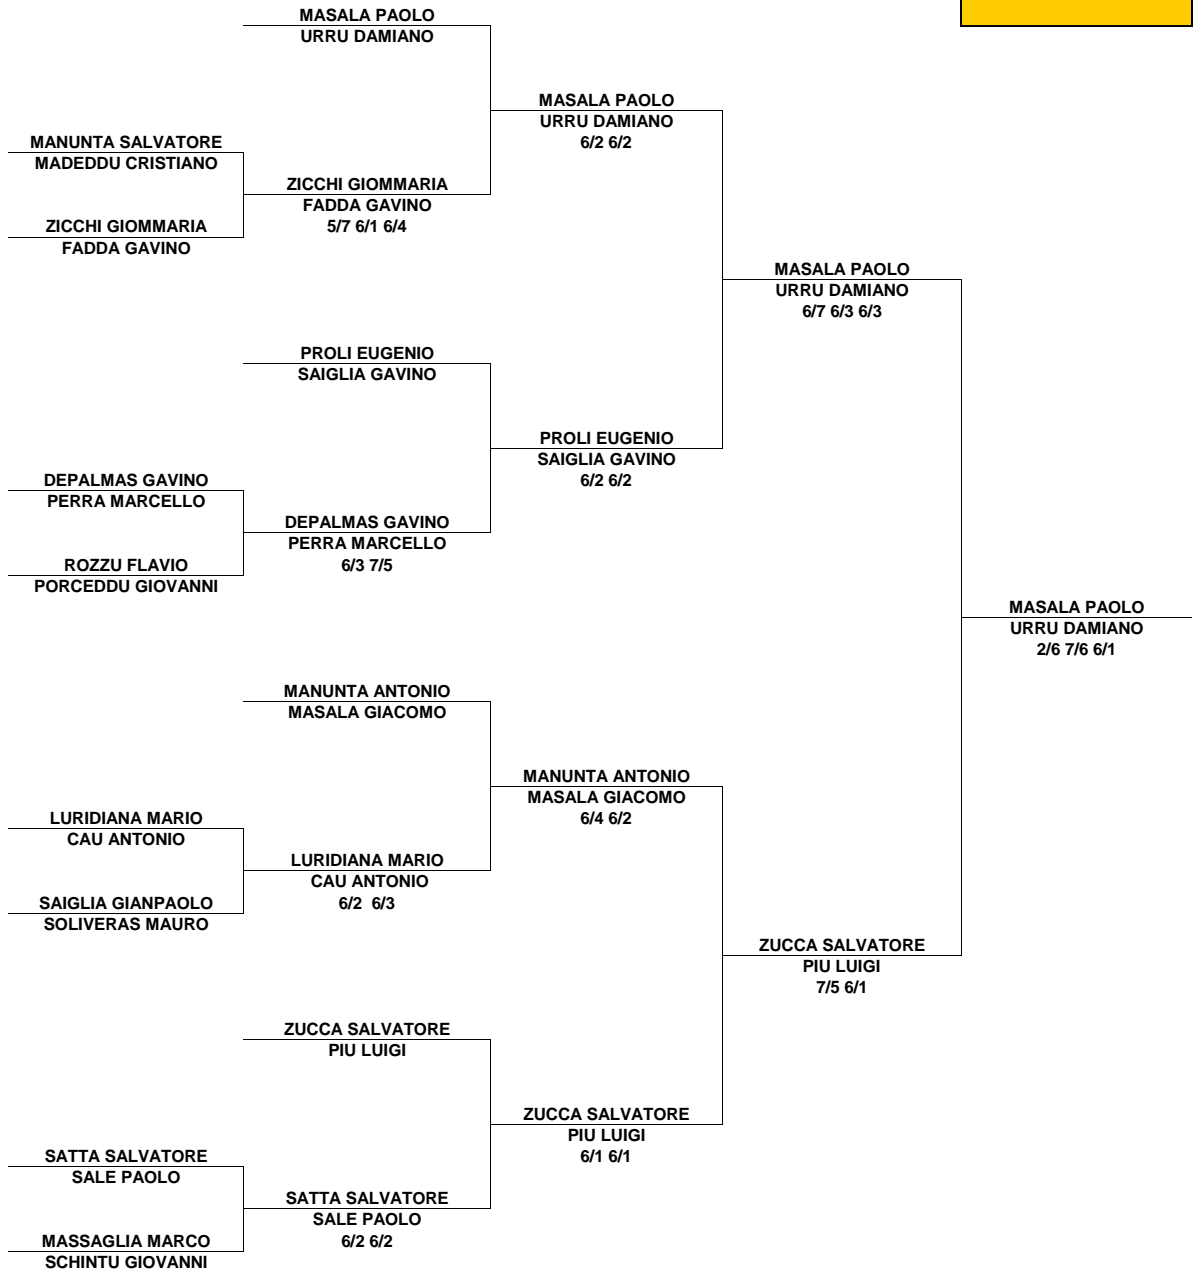 MASALA PAOLO
URRU DAMIANO
MASALA PAOLO
URRU DAMIANO
6/2 6/2
MANUNTA SALVATORE
MADEDDU CRISTIANO
ZICCHI GIOMMARIA
FADDA GAVINO
5/7 6/1 6/4
ZICCHI GIOMMARIA
FADDA GAVINO
MASALA PAOLO
URRU DAMIANO
6/7 6/3 6/3
PROLI EUGENIO
SAIGLIA GAVINO
PROLI EUGENIO
SAIGLIA GAVINO
6/2 6/2
DEPALMAS GAVINO
PERRA MARCELLO
DEPALMAS GAVINO
PERRA MARCELLO
6/3 7/5
ROZZU FLAVIO
PORCEDDU GIOVANNI
MASALA PAOLO
URRU DAMIANO
2/6 7/6 6/1
MANUNTA ANTONIO
MASALA GIACOMO
MANUNTA ANTONIO
MASALA GIACOMO
6/4 6/2
LURIDIANA MARIO
CAU ANTONIO
LURIDIANA MARIO
CAU ANTONIO
6/2  6/3
SAIGLIA GIANPAOLO
SOLIVERAS MAURO
ZUCCA SALVATORE
PIU LUIGI
7/5 6/1
ZUCCA SALVATORE
PIU LUIGI
ZUCCA SALVATORE
PIU LUIGI
6/1 6/1
SATTA SALVATORE
SALE PAOLO
SATTA SALVATORE
SALE PAOLO
6/2 6/2
MASSAGLIA MARCO
SCHINTU GIOVANNI